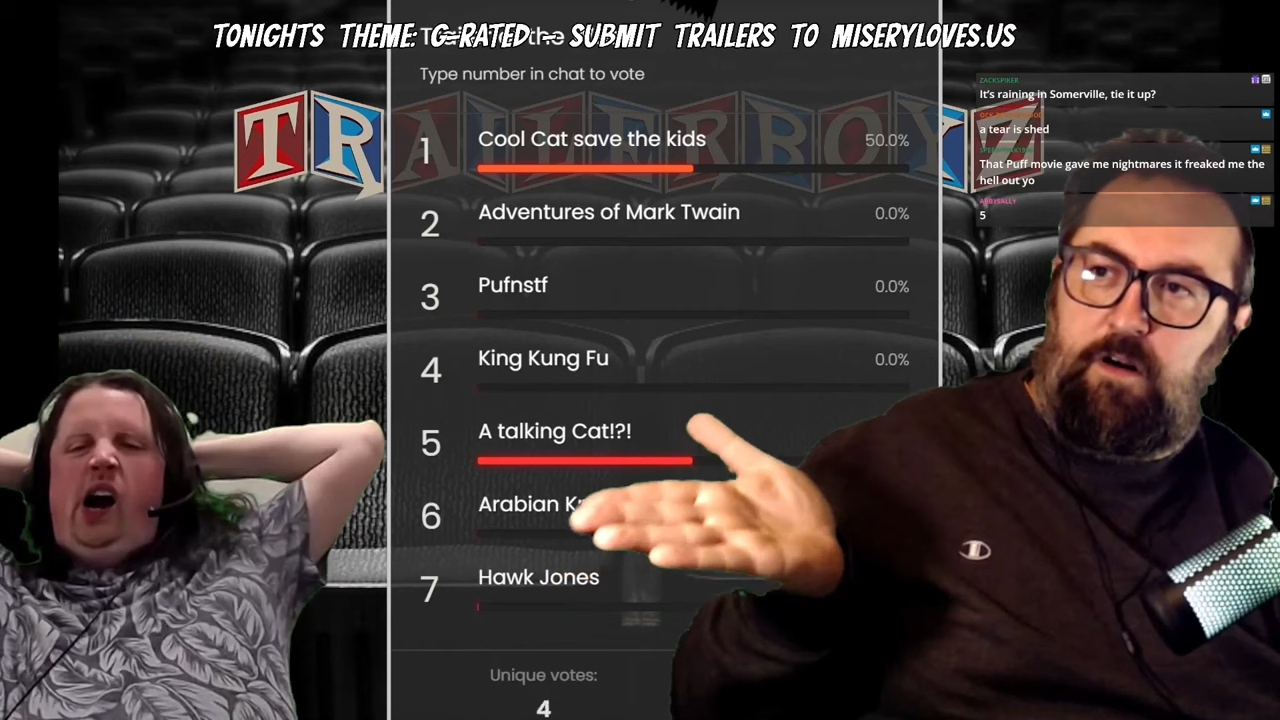 TONIGHTS THEME: G-RATED - SUBMIT TRAILERS TO MISERYLOVES.US
Type number in chat to vote
TRAILERBOYZ
1 Cool Cat save the kids 50.0%
2 Adventures of Mark Twain 0.0%
3 Pufnstf 0.0%
4 King Kung Fu 0.0%
5 A talking Cat!?!
6 Arabian
7 Hawk Jones
Unique votes:
4
ZACKSPIKER
It's raining in Somerville, tie it up?
a tear is shed
That Puff movie gave me nightmares it freaked me the
hell out yo
ABBYSALLY
5